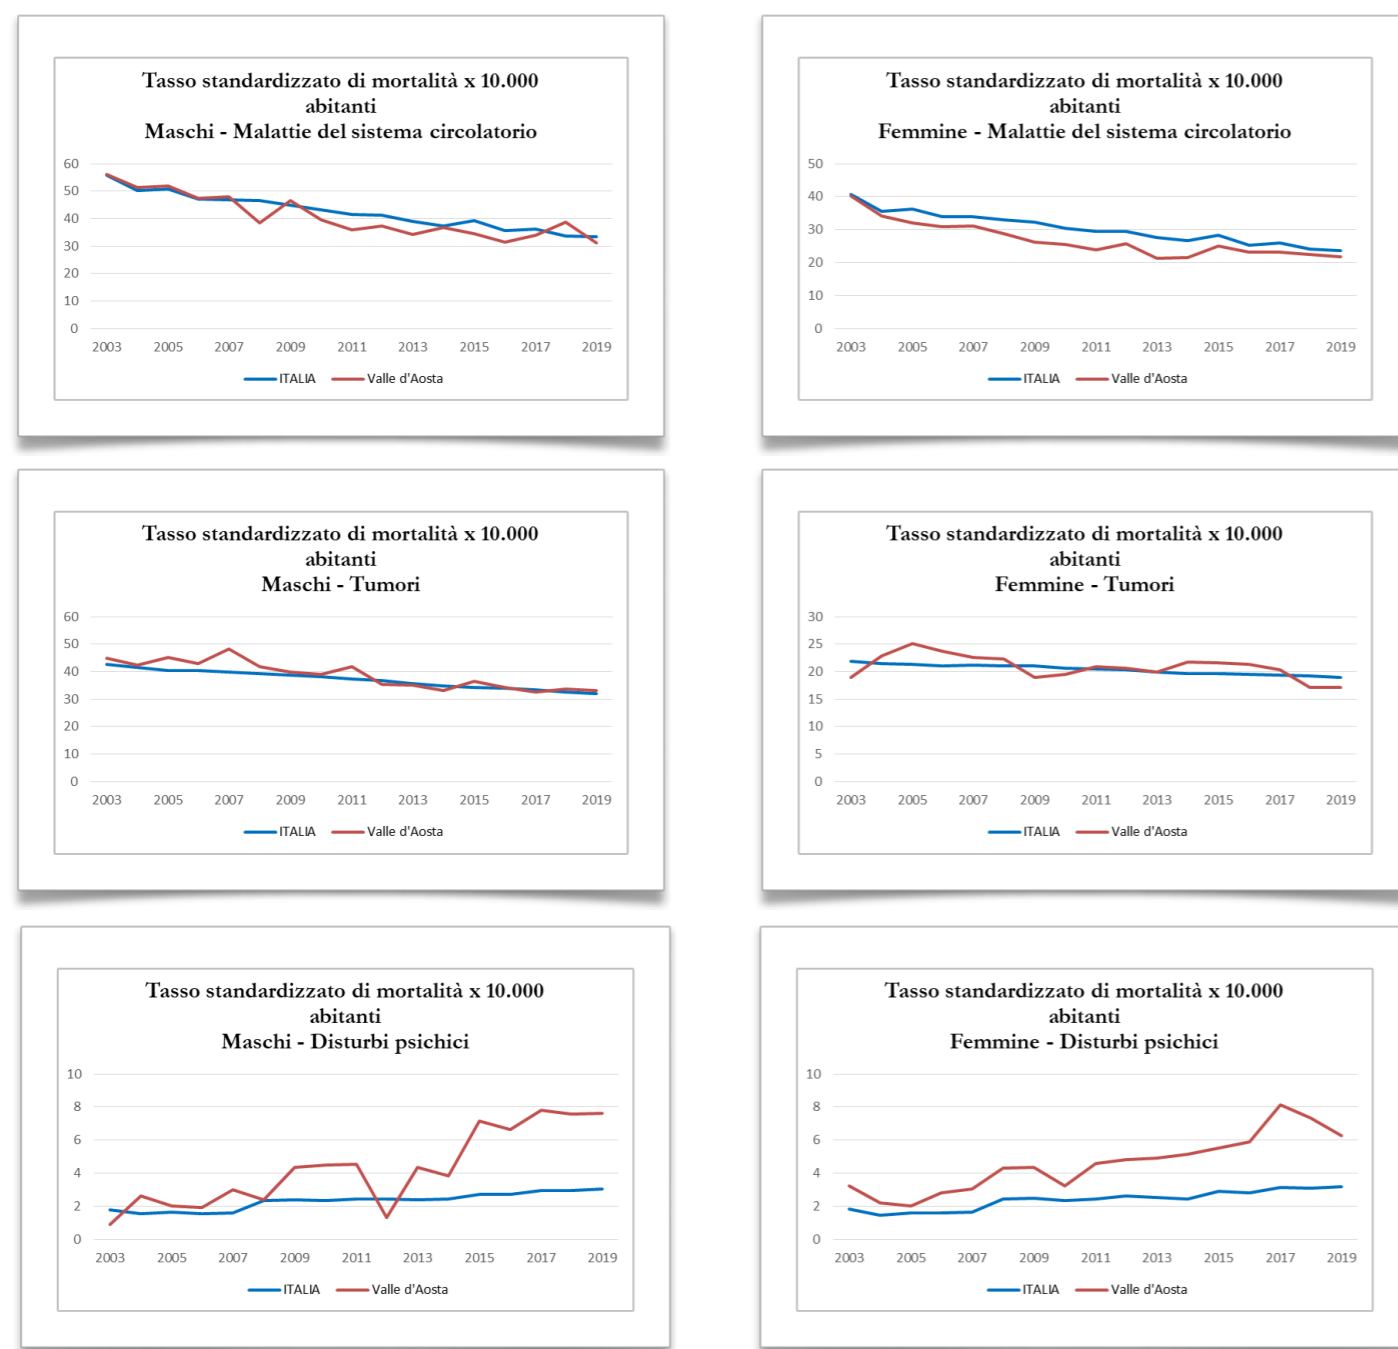 Tasso standardizzato di mortalità x 10.000
abitanti
Maschi - Malattie del sistema circolatorio
60
50
40
30
20
10
0
2003 2005 2007 2009 2011 2013 2015 2017 2019
ITALIA Valle d'Aosta
Tasso standardizzato di mortalità x 10.000
abitanti
Femmine - Malattie del sistema circolatorio
50
40
30
20
10
0
2003 2005 2007 2009 2011 2013 2015 2017 2019
ITALIA Valle d'Aosta
Tasso standardizzato di mortalità x 10.000
abitanti
Maschi - Tumori
60
50
40
30
20
10
0
2003 2005 2007 2009 2011 2013 2015 2017 2019
ITALIA Valle d'Aosta
Tasso standardizzato di mortalità x 10.000
abitanti
Femmine - Tumori
30
25
20
15
10
5
0
2003 2005 2007 2009 2011 2013 2015 2017 2019
ITALIA Valle d'Aosta
Tasso standardizzato di mortalità x 10.000
abitanti
Maschi - Disturbi psichici
10
8
6
4
2
0
2003 2005 2007 2009 2011 2013 2015 2017 2019
ITALIA Valle d'Aosta
Tasso standardizzato di mortalità x 10.000
abitanti
Femmine - Disturbi psichici
10
8
6
4
2
0
2003 2005 2007 2009 2011 2013 2015 2017 2019
ITALIA Valle d'Aosta